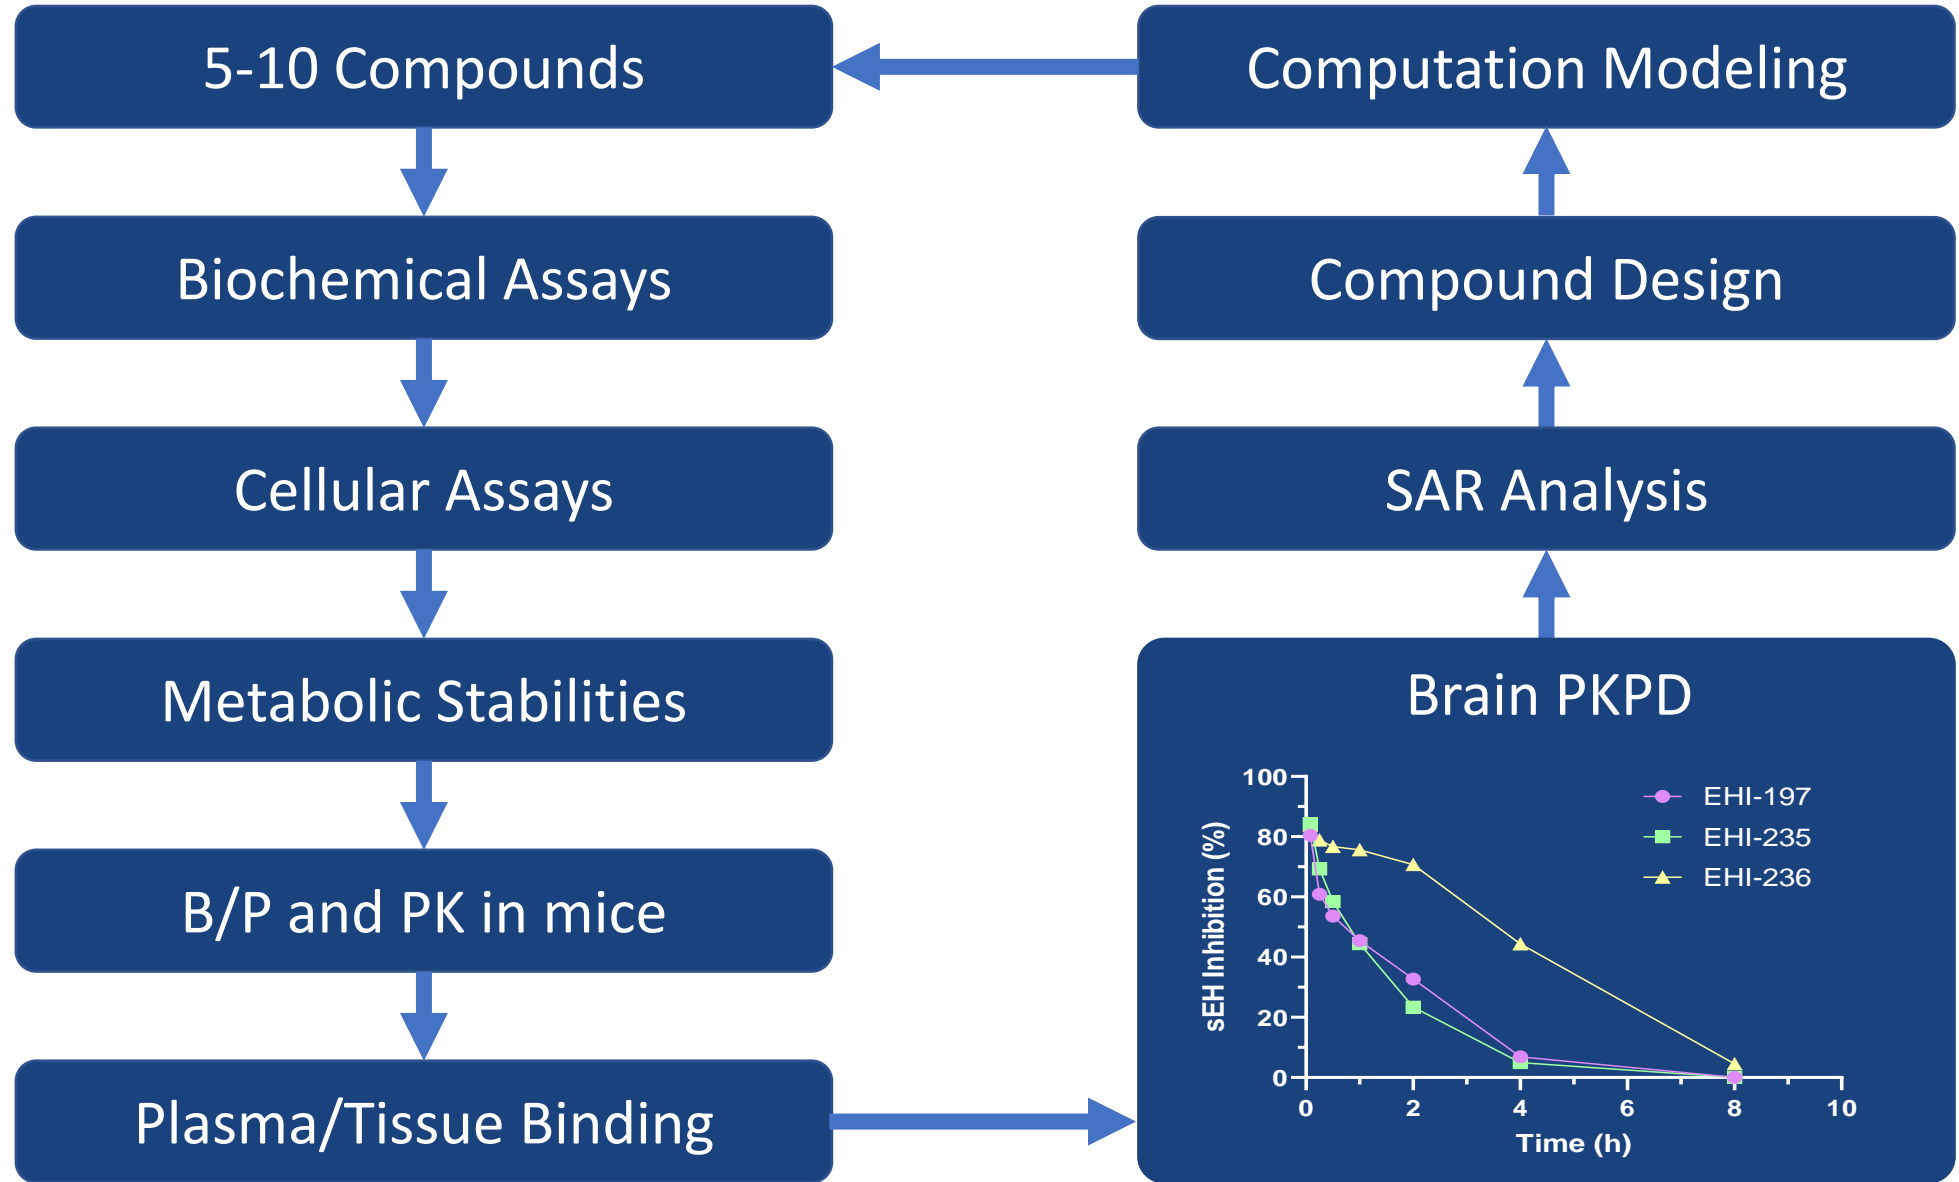 5-10 Compounds
Biochemical Assays
Cellular Assays
Metabolic Stabilities
B/P and PK in mice
Plasma/Tissue Binding
Computation Modeling
Compound Design
SAR Analysis
Brain PKPD
100
80
60
40
20
0
sEH Inhibition (%)
EHI-197
EHI-235
EHI-236
0 2 4 6 8 10
Time (h)